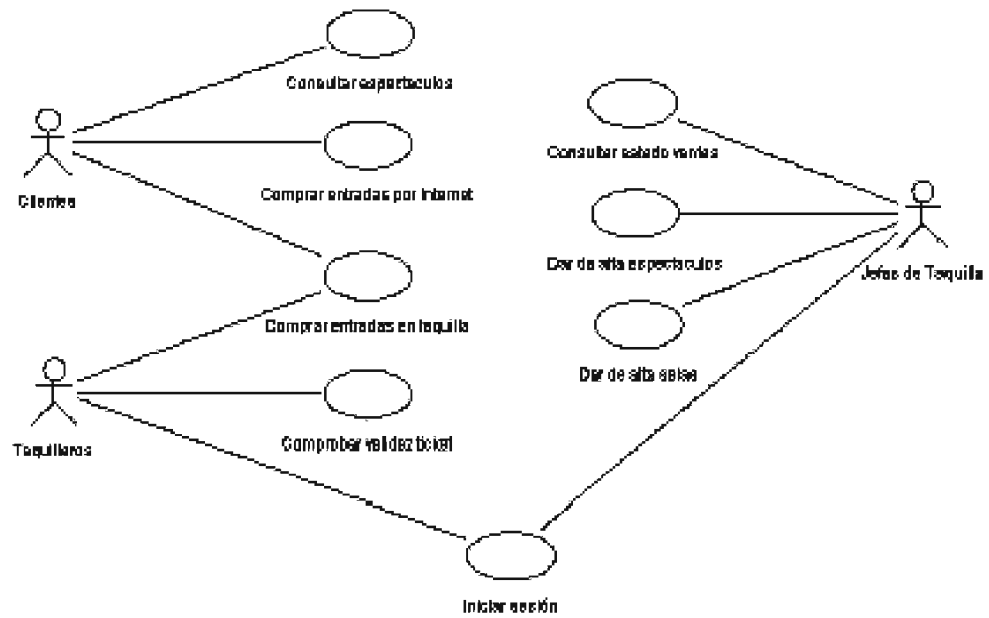 Consultar espectaculos
Clientes
Comprar entradas por Internet
Consultar estado ventas
Dar de alta espectaculos
Jefas de Taquilla
Comprar entradas en taquilla
Dar de alta salas
Taquilleros
Comprobar validez ticket
Iniciar sesión